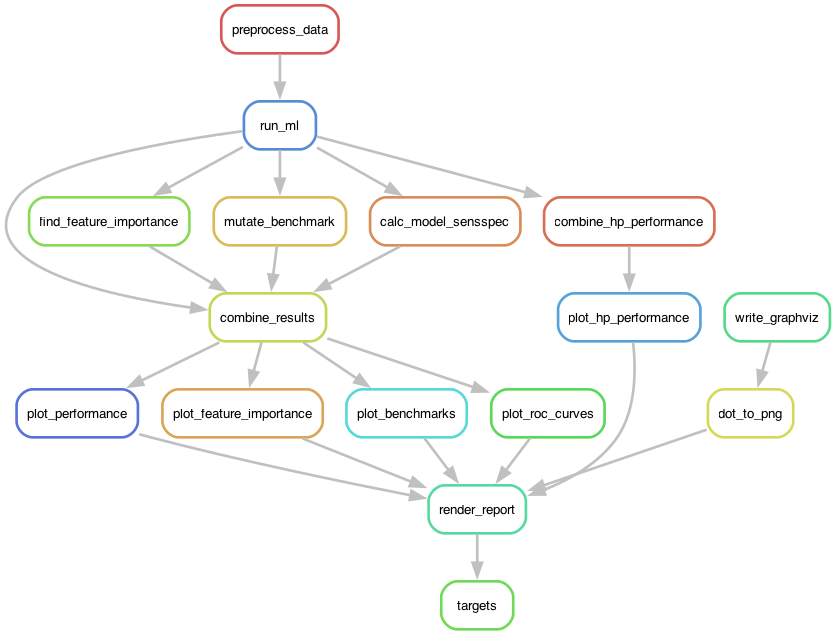 preprocess_data
run_ml
find_feature_importance
mutate_benchmark
calc_model_sensspec
combine_hp_performance
combine_results
plot_hp_performance
write_graphviz
plot_performance
plot_feature_importance
plot_benchmarks
plot_roc_curves
dot_to_png
render_report
targets